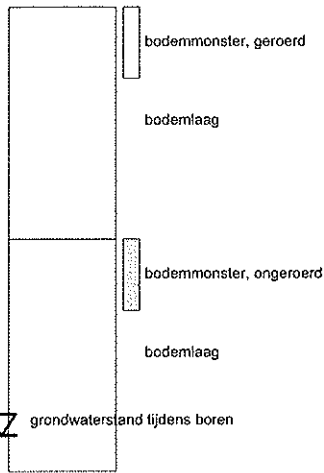 bodemmonster, geroerd
bodemlaag
bodemmonster, ongeroerd
bodemlaag
grondwaterstand tijdens boren